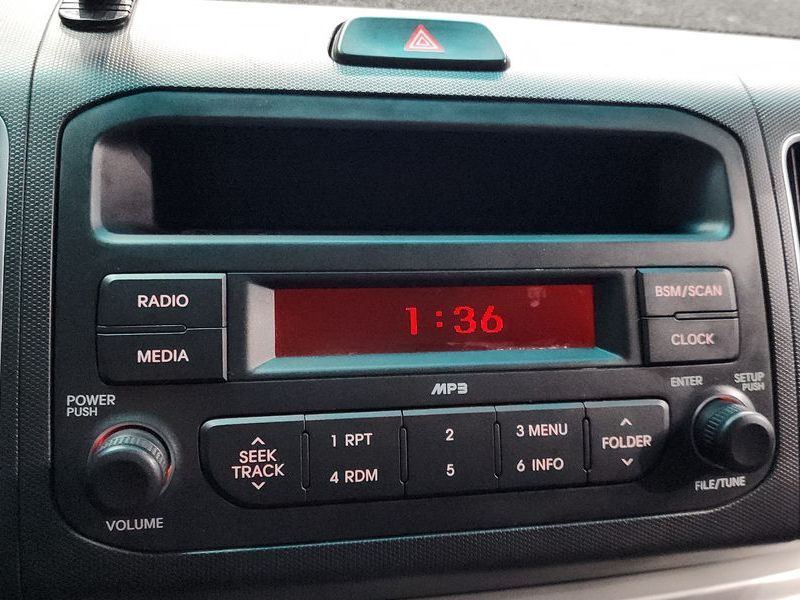 RADIO
1:36
BSM/SCAN
MEDIA
CLOCK
MP3
POWER
PUSH
ENTER
SETUP
PUSH
SEEK
TRACK
1 RPT
2
3 MENU
4 RDM
5
6 INFO
FOLDER
VOLUME
FILE/TUNE